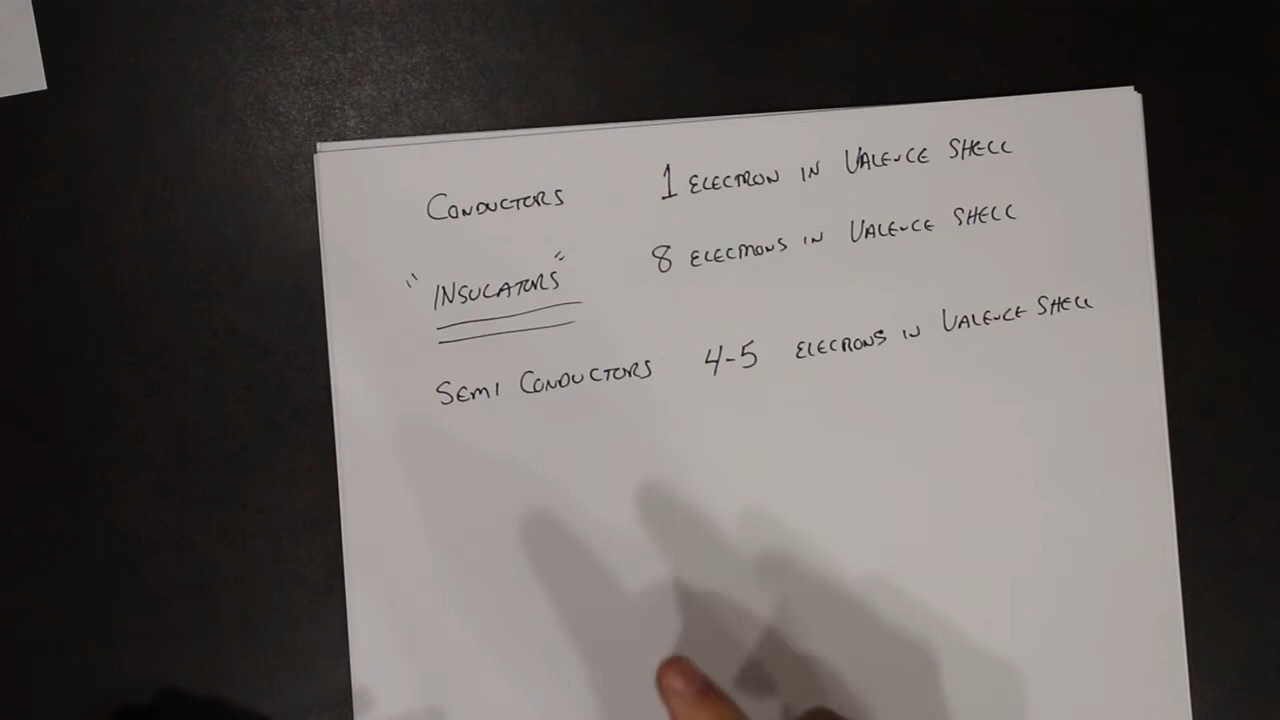 CONDUCTORS 1 ELECTRON IN VALENCE SHELL
"INSULATORS" 8 ELECTRONS IN VALENCE SHELL
SEMI CONDUCTORS 4-5 ELECRONS IN VALENCE SHELL